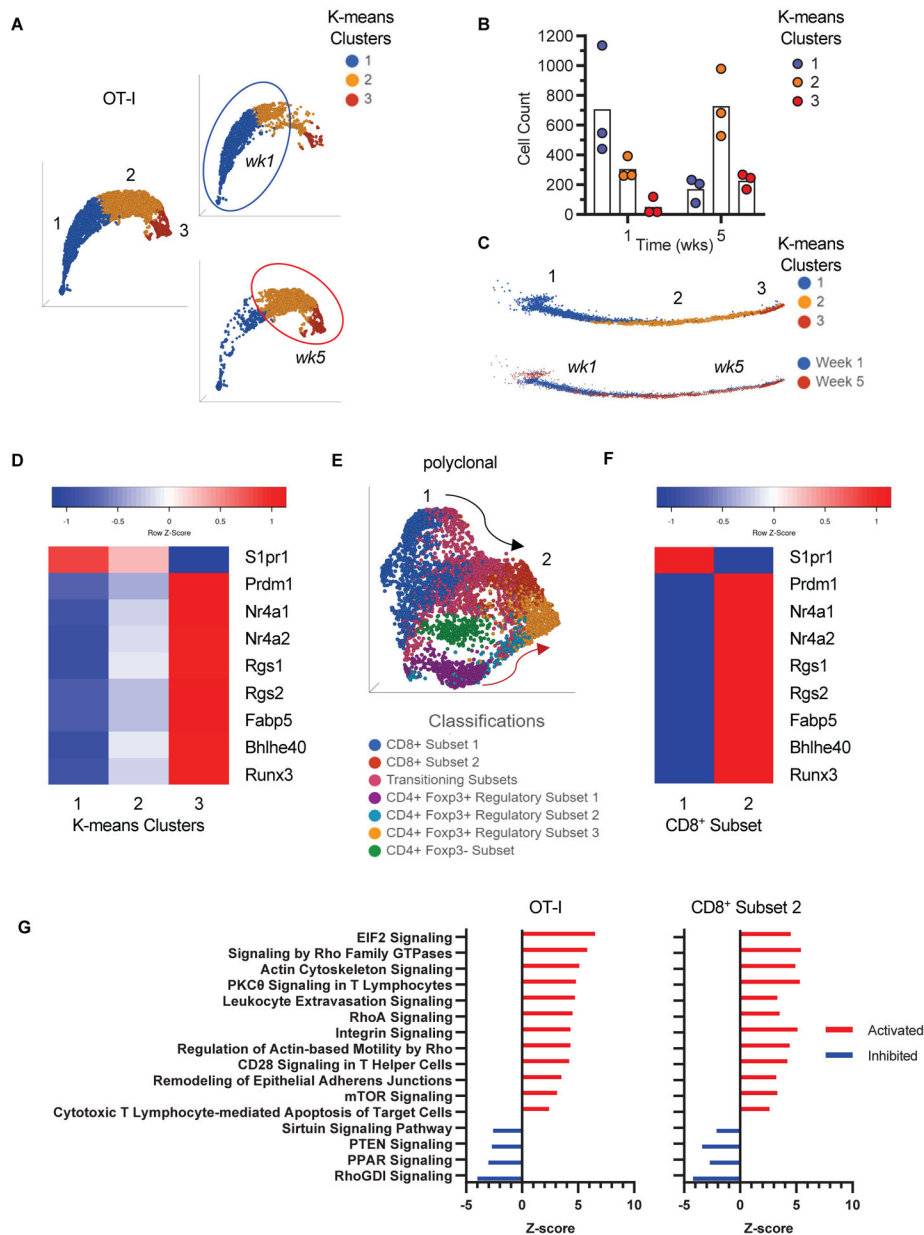 A
OT-I
K-means
Clusters
1
2
3
wk1
1
2
3
wk5
B
K-means
Clusters
1
2
3
Cell Count
1200
1000
800
600
400
200
0
1
5
Time (wks)
C
K-means
Clusters
1
2
3
1
2
3
wk1
wk5
Week 1
Week 5
D
-1
-0.5
0
0.5
1
Row Z-Score
S1pr1
Prdm1
Nr4a1
Nr4a2
Rgs1
Rgs2
Fabp5
Bhlhe40
Runx3
1
2
3
K-means Clusters
E
polyclonal
1
2
Classifications
CD8+ Subset 1
CD8+ Subset 2
Transitioning Subsets
CD4+ Foxp3+ Regulatory Subset 1
CD4+ Foxp3+ Regulatory Subset 2
CD4+ Foxp3+ Regulatory Subset 3
CD4+ Foxp3- Subset
F
-1
-0.5
0
0.5
1
Row Z-Score
S1pr1
Prdm1
Nr4a1
Nr4a2
Rgs1
Rgs2
Fabp5
Bhlhe40
Runx3
1
2
CD8⁺ Subset
G
OT-I
CD8⁺ Subset 2
EIF2 Signaling
Signaling by Rho Family GTPases
Actin Cytoskeleton Signaling
PKCθ Signaling in T Lymphocytes
Leukocyte Extravasation Signaling
RhoA Signaling
Integrin Signaling
Regulation of Actin-based Motility by Rho
CD28 Signaling in T Helper Cells
Remodeling of Epithelial Adherens Junctions
mTOR Signaling
Cytotoxic T Lymphocyte-mediated Apoptosis of Target Cells
Sirtuin Signaling Pathway
PTEN Signaling
PPAR Signaling
RhoGDI Signaling
Activated
Inhibited
-5
0
5
10
Z-score
-5
0
5
10
Z-score